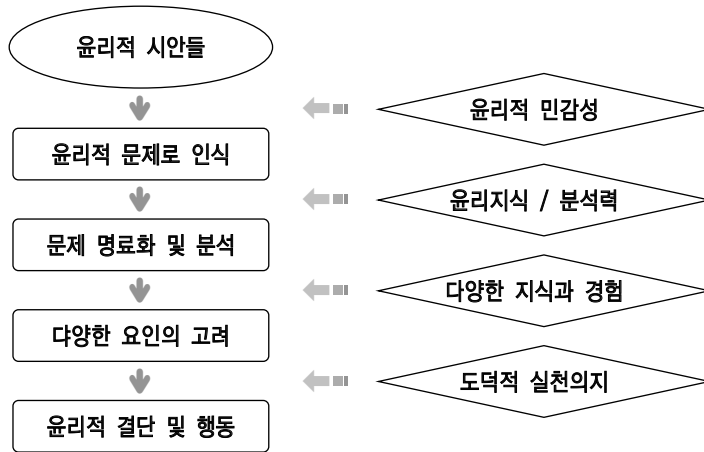 윤리적 시안들
윤리적 민감성
윤리적 문제로 인식
윤리지식 / 분석력
문제 명료화 및 분석
다양한 지식과 경험
댜양한 요인의 고려
도덕적 실천의지
윤리적 결단 및 행동